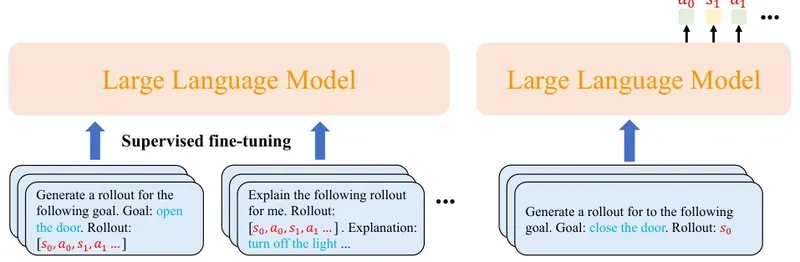 a₀ s₁ a₁ ...
Large Language Model
Large Language Model
Supervised fine-tuning
Generate a rollout for the
following goal. Goal: open
the door. Rollout:
[s₀, a₀, s₁, a₁ ... ]
Explain the following rollout
for me. Rollout:
[s₀, a₀, s₁, a₁ ... ] . Explanation:
turn off the light ...
...
Generate a rollout for to the following
goal. Goal: close the door. Rollout: s₀